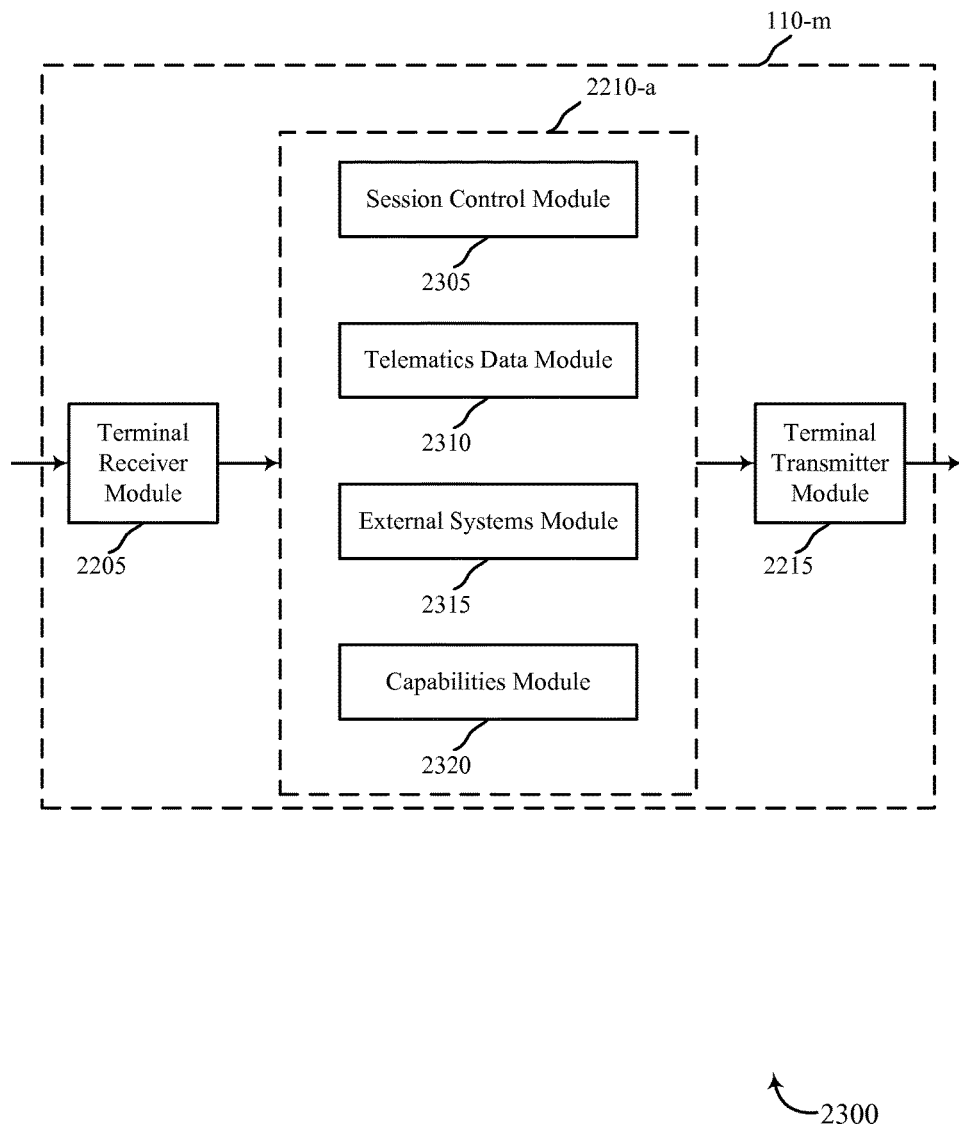 110-m
2210-a
Session Control Module
2305
Telematics Data Module
2310
Terminal
Receiver
Module
2205
External Systems Module
2315
Terminal
Transmitter
Module
2215
Capabilities Module
2320
2300